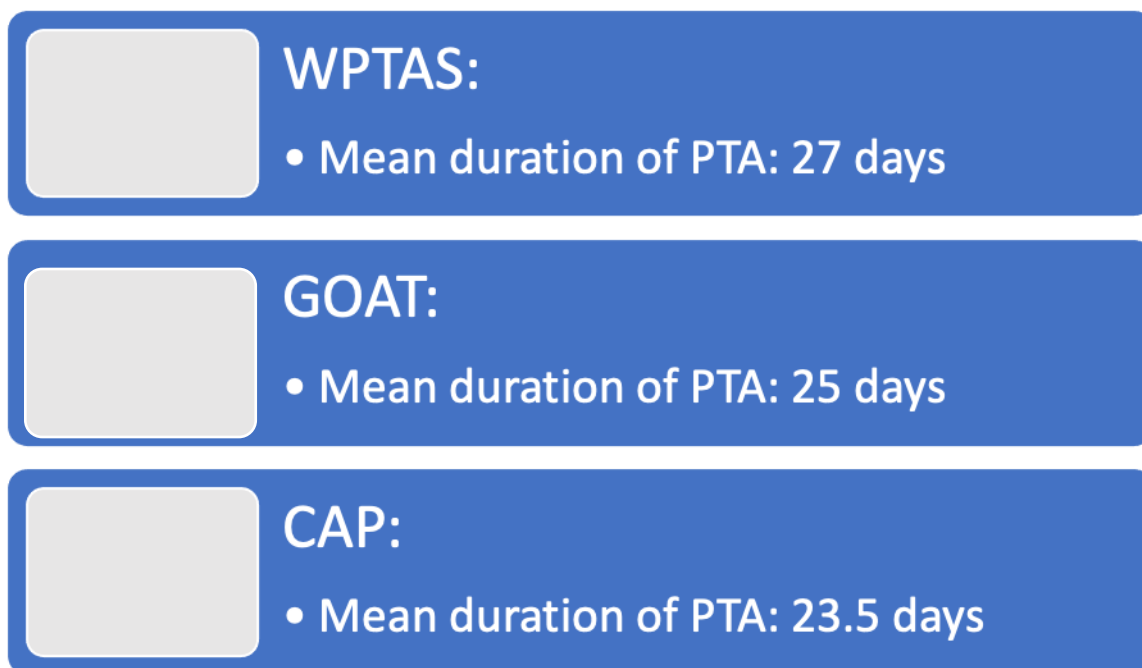 WPTAS:
• Mean duration of PTA: 27 days
GOAT:
• Mean duration of PTA: 25 days
CAP:
• Mean duration of PTA: 23.5 days